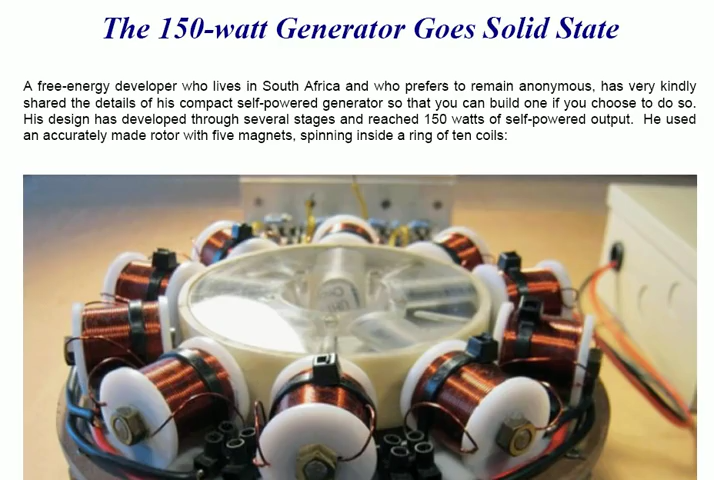 The 150-watt Generator Goes Solid State
A free-energy developer who lives in South Africa and who prefers to remain anonymous, has very kindly
shared the details of his compact self-powered generator so that you can build one if you choose to do so.
His design has developed through several stages and reached 150 watts of self-powered output.  He used
an accurately made rotor with five magnets, spinning inside a ring of ten coils: